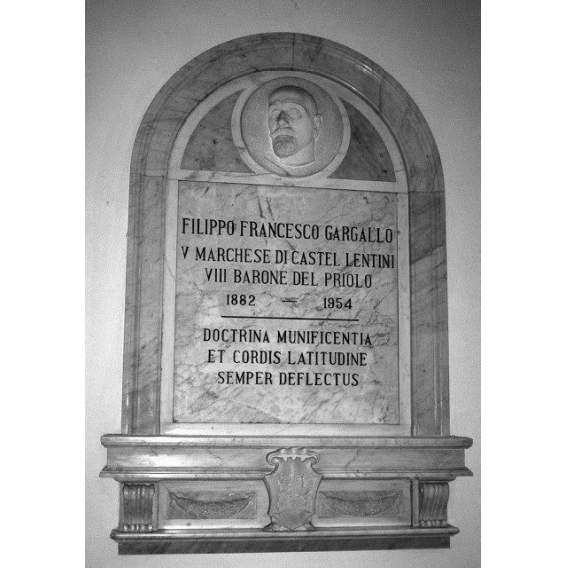 FILIPPO FRANCESCO GARGALLO
V MARCHESE DI CASTEL LENTINI
VIII BARONE DEL PRIOLO
1882 — 1954
DOCTRINA MUNIFICENTIA
ET CORDIS LATITUDINE
SEMPER DEFLECTUS